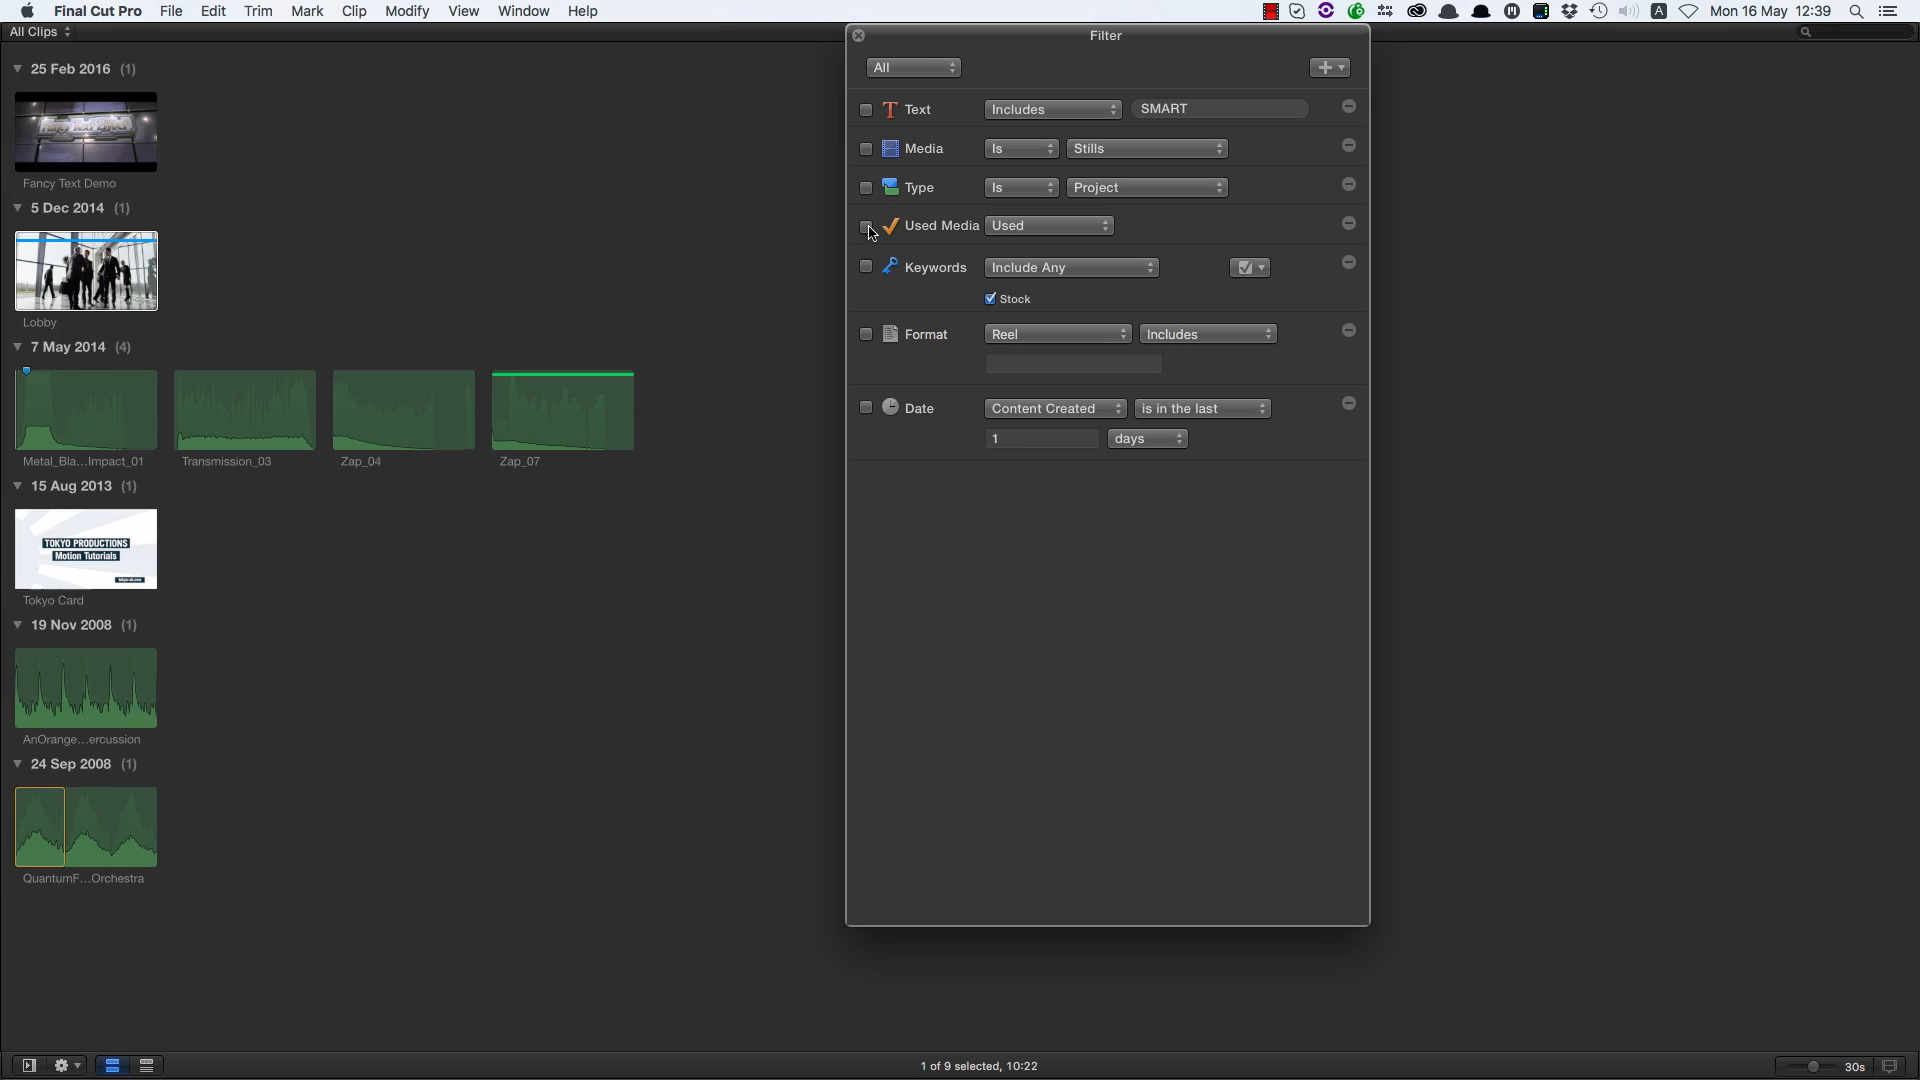 Final Cut Pro File Edit Trim Mark Clip Modify View Window Help A Mon 16 May 12:39
All Clips
Filter
All
25 Feb 2016 (1)
Fancy Text Effect
Fancy Text Demo
5 Dec 2014 (1)
Lobby
7 May 2014 (4)
Metal_Bla...Impact_01 Transmission_03 Zap_04 Zap_07
15 Aug 2013 (1)
TOKYO PRODUCTIONS
Motion Tutorials
Tokyo Card
19 Nov 2008 (1)
AnOrange...ercussion
24 Sep 2008 (1)
QuantumF...Orchestra
Text Includes SMART
Media Is Stills
Type Is Project
Used Media Used
Keywords Include Any
Stock
Format Reel Includes
Date Content Created is in the last
1 days
1 of 9 selected, 10:22
30s